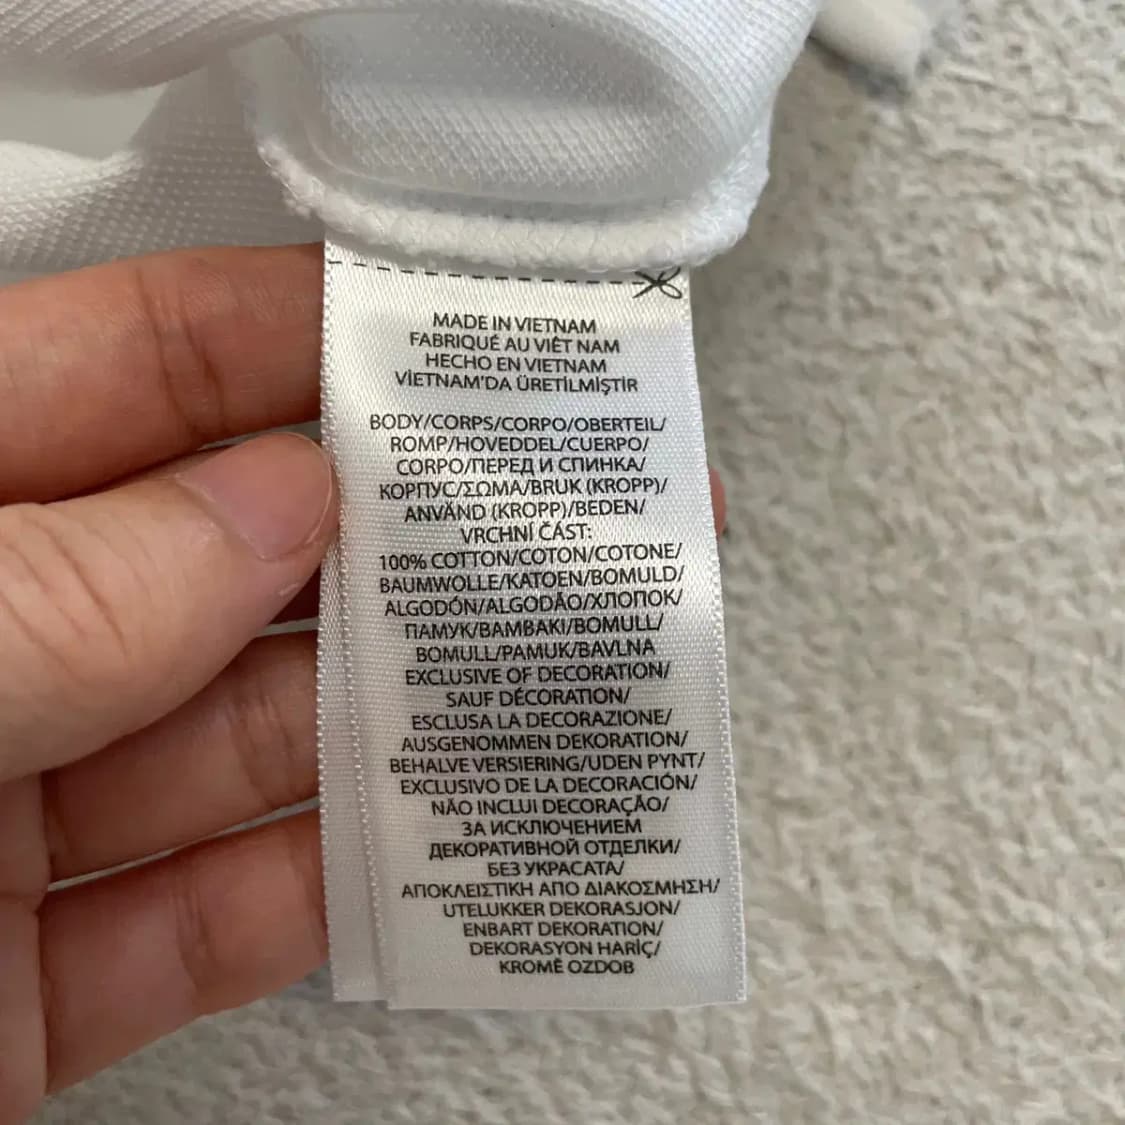 MADE IN VIETNAM
FABRIQUÉ AU VIÊT NAM
HECHO EN VIETNAM
VİETNAM'DA ÜRETİLMİŞTİR
BODY/CORPS/CORPO/OBERTEIL/
ROMP/HOVEDDEL/CUERPO/
CORPO/ПЕРЕД И СПИНКА/
КОРПУС/ΣΩΜΑ/BRUK (KROPP)/
ANVÄND (KROPP)/BEDEN/
VRCHNÍ ČÁST:
100% COTTON/COTON/COTONE/
BAUMWOLLE/KATOEN/BOMULD/
ALGODÓN/ALGODÃO/ХЛОПОК/
ПАМУК/ΒΑΜΒΑΚΙ/BOMULL/
BOMULL/PAMUK/BAVLNA
EXCLUSIVE OF DECORATION/
SAUF DÉCORATION/
ESCLUSA LA DECORAZIONE/
AUSGENOMMEN DEKORATION/
BEHALVE VERSIERING/UDEN PYNT/
EXCLUSIVO DE LA DECORACIÓN/
NÃO INCLUI DECORAÇÃO/
ЗА ИСКЛЮЧЕНИЕМ
ДЕКОРАТИВНОЙ ОТДЕЛКИ/
БЕЗ УКРАСАТА/
ΑΠΟΚΛΕΙΣΤΙΚΗ ΑΠΟ ΔΙΑΚΟΣΜΗΣΗ/
UTELUKKER DEKORASJON/
ENBART DEKORATION/
DEKORASYON HARİÇ/
KROMĚ OZDOB